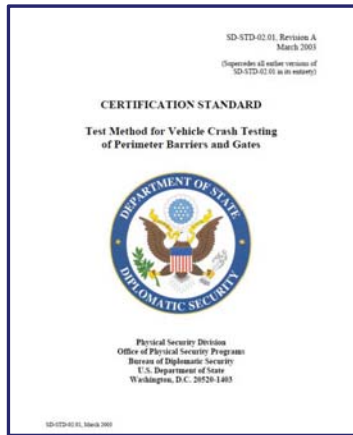 SD-STD-02.01, Revision A
March 2003
(Supercedes all earlier versions of
SD-STD-02.01 in its entirety)
CERTIFICATION STANDARD
Test Method for Vehicle Crash Testing
of Perimeter Barriers and Gates
DEPARTMENT OF STATE
DIPLOMATIC SECURITY
Physical Security Division
Office of Physical Security Programs
Bureau of Diplomatic Security
U.S. Department of State
Washington, D.C. 20520-1403
SD-STD-02.01, March 2003